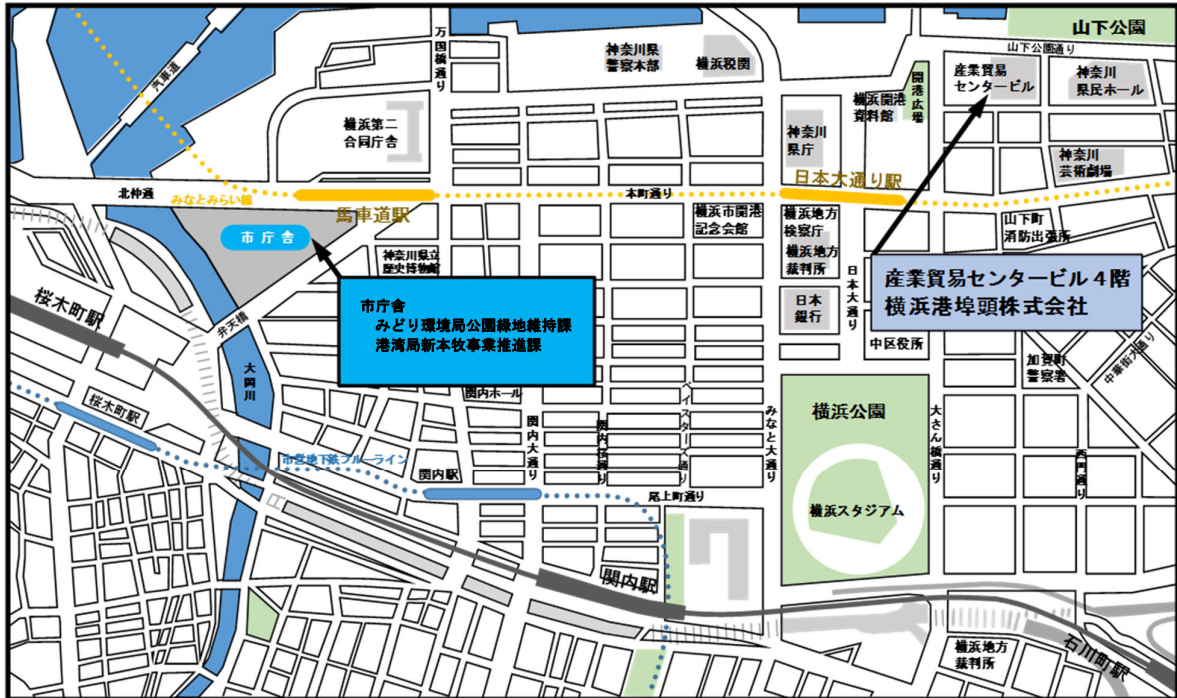 山下公園
山下公園通り
万国橋通り
神奈川県
警察本部
横浜税関
産業貿易
センタービル
神奈川
県民ホール
汽車道
開港広場
横浜開港
資料館
横浜第二
合同庁舎
神奈川
県庁
神奈川
芸術劇場
北仲通
みなとみらい線
馬車道駅
本町通り
日本大通り駅
市庁舎
横浜市開港
記念会館
横浜地方
検察庁
横浜地方
裁判所
山下町
消防出張所
神奈川県立
歴史博物館
産業貿易センタービル4階
横浜港埠頭株式会社
日本大通り
市庁舎
みどり環境局公園緑地維持課
港湾局新本牧事業推進課
桜木町駅
弁天橋
日本
銀行
中区役所
加賀町
警察署
中華街大通り
大岡川
関内ホール
桜木町駅
ベイスターズ通り
横浜公園
みなと大通り
大さん橋通り
関内大通り
市営地下鉄ブルーライン
関内駅
西門通り
尾上町通り
横浜スタジアム
関内駅
横浜地方
裁判所
石川町駅